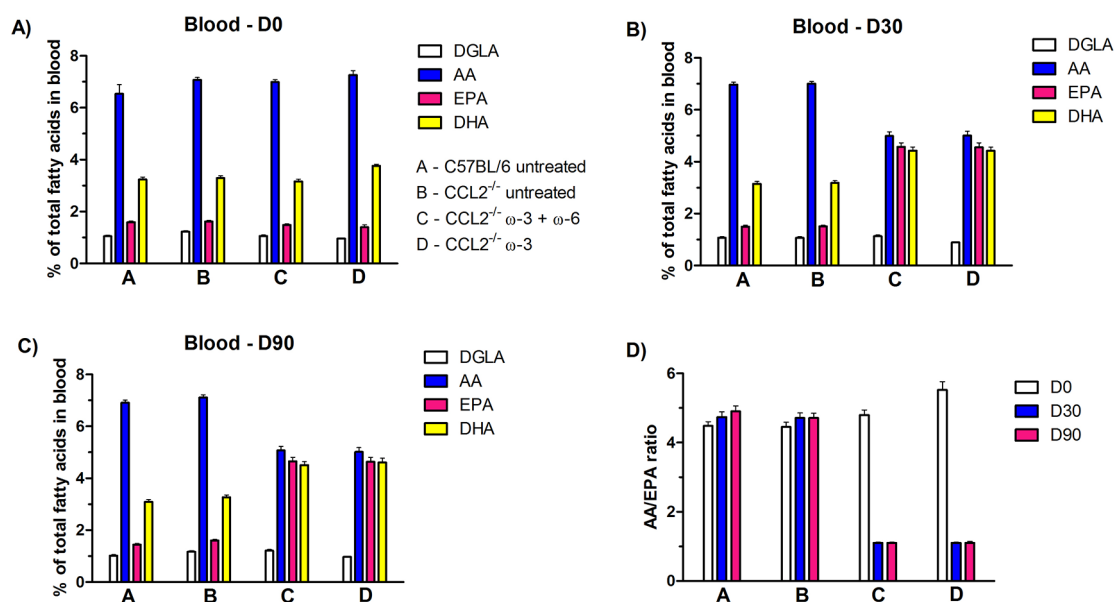 A)
Blood - D0
% of total fatty acids in blood
8
6
4
2
0
A B C D
DGLA
AA
EPA
DHA
A - C57BL/6 untreated
B - CCL2-/- untreated
C - CCL2-/- ω-3 + ω-6
D - CCL2-/- ω-3
B)
Blood - D30
% of total fatty acids in blood
8
6
4
2
0
A B C D
DGLA
AA
EPA
DHA
C)
Blood - D90
% of total fatty acids in blood
8
6
4
2
0
A B C D
DGLA
AA
EPA
DHA
D)
AA/EPA ratio
6
4
2
0
A B C D
D0
D30
D90